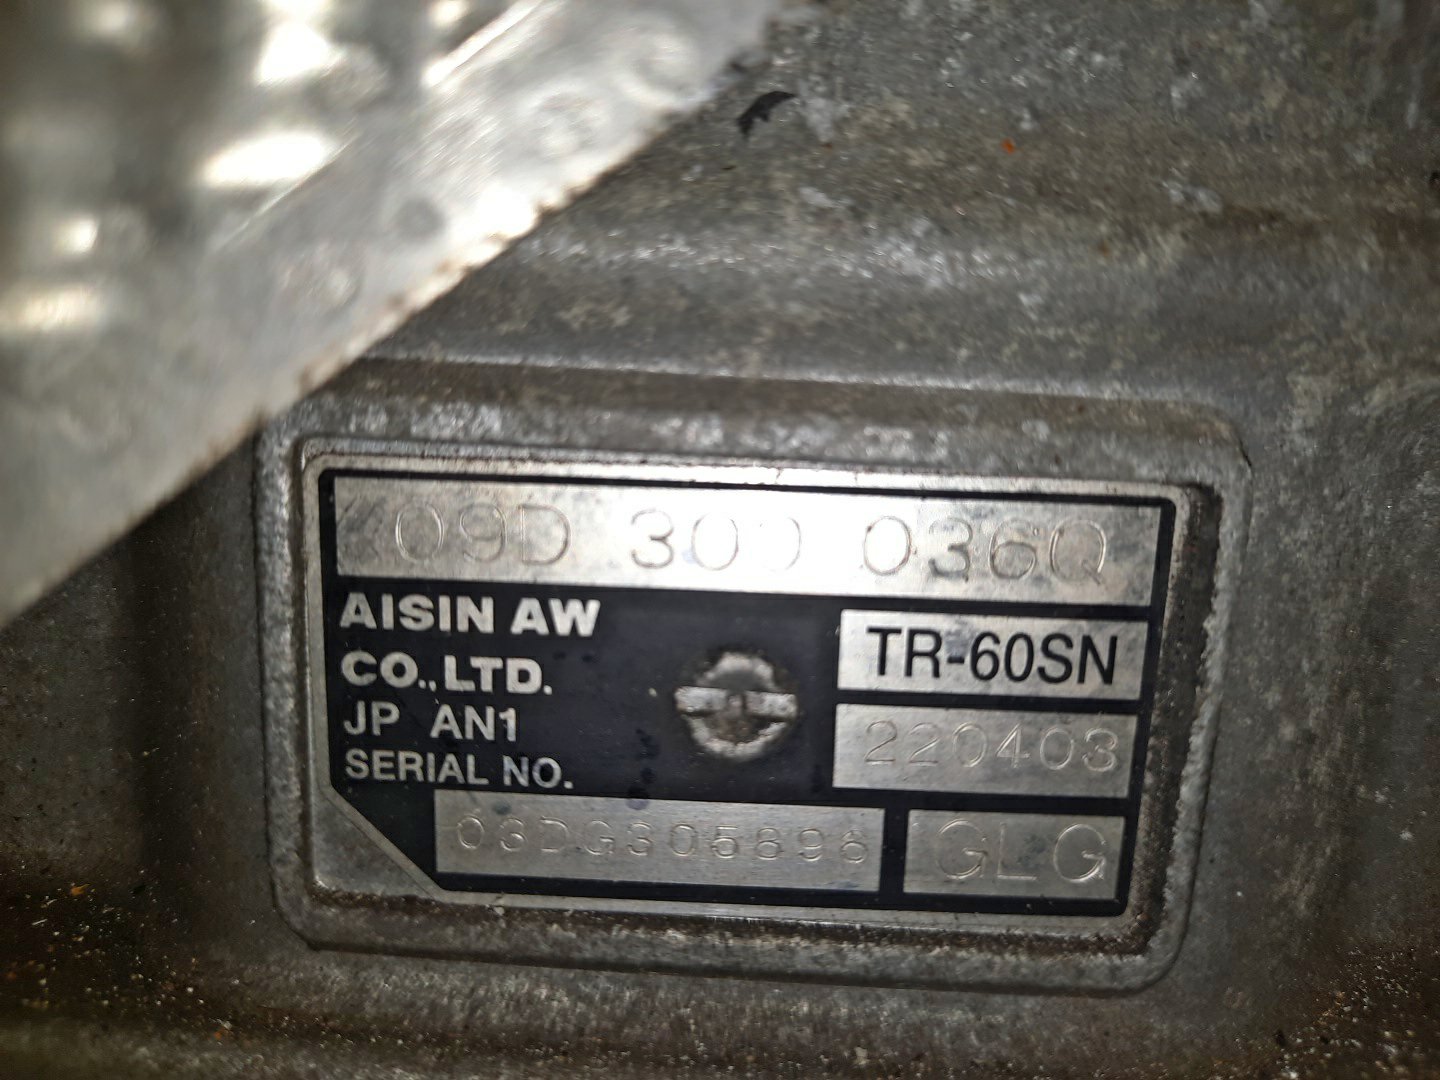 09D 300 036Q
AISIN AW
CO.,LTD.
TR-60SN
JP AN1
220403
SERIAL NO.
03DG305896
GLG